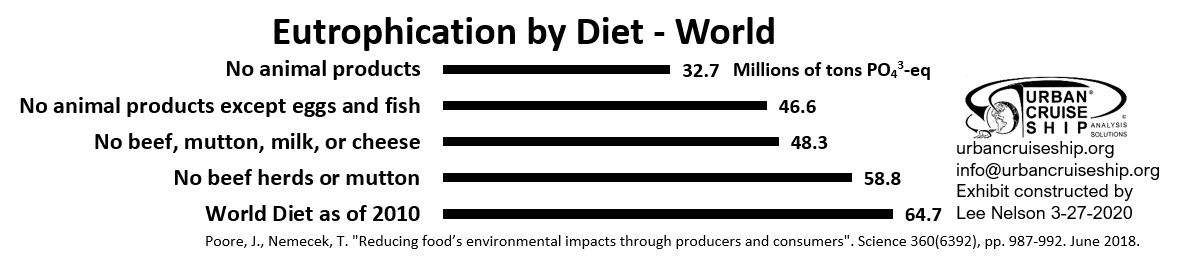 Eutrophication by Diet - World
No animal products 32.7 Millions of tons PO₄³-eq
No animal products except eggs and fish 46.6
No beef, mutton, milk, or cheese 48.3
No beef herds or mutton 58.8
World Diet as of 2010 64.7
URBAN®
CRUISE
SHIP ANALYSIS
SOLUTIONS
©
urbancruiseship.org
info@urbancruiseship.org
Exhibit constructed by
Lee Nelson 3-27-2020
Poore, J., Nemecek, T. "Reducing food’s environmental impacts through producers and consumers". Science 360(6392), pp. 987-992. June 2018.